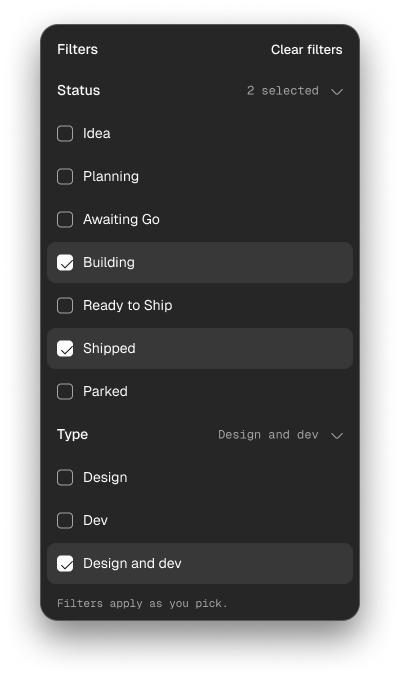 Filters Clear filters
Status 2 selected
Idea
Planning
Awaiting Go
Building
Ready to Ship
Shipped
Parked
Type Design and dev
Design
Dev
Design and dev
Filters apply as you pick.